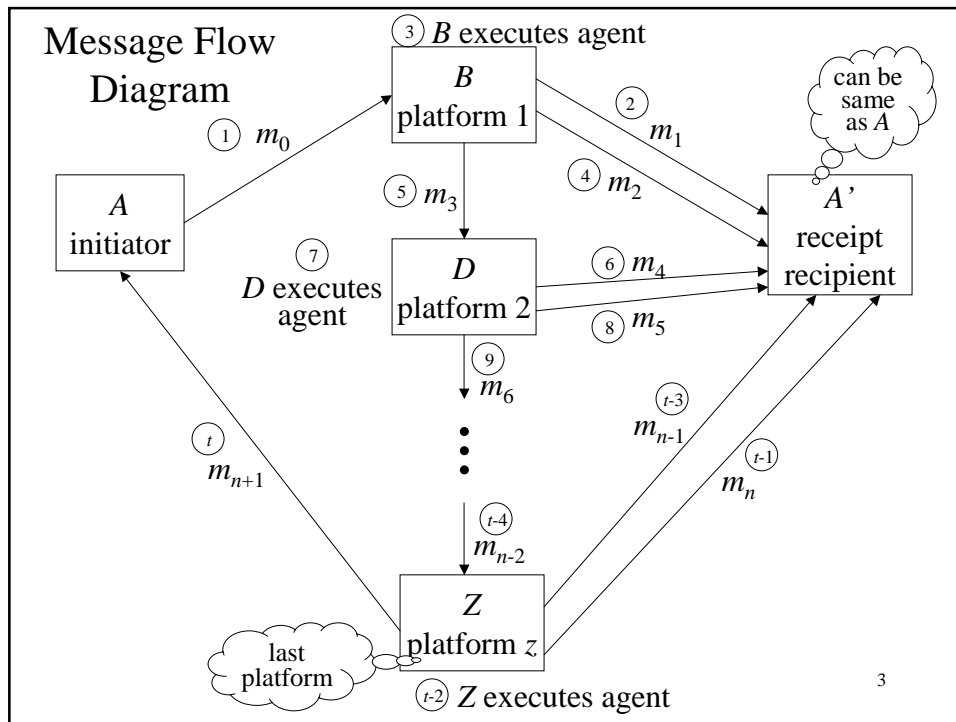 Message Flow
Diagram
3 B executes agent
B
platform 1
can be
same
as A
1 m0
2
m1
4 m2
5 m3
A
initiator
A’
receipt
recipient
7
D executes
agent
D
platform 2
6 m4
8 m5
9
m6
t
mn+1
t-3
mn-1
t-1
mn
t-4
mn-2
Z
platform z
last
platform
t-2 Z executes agent
3